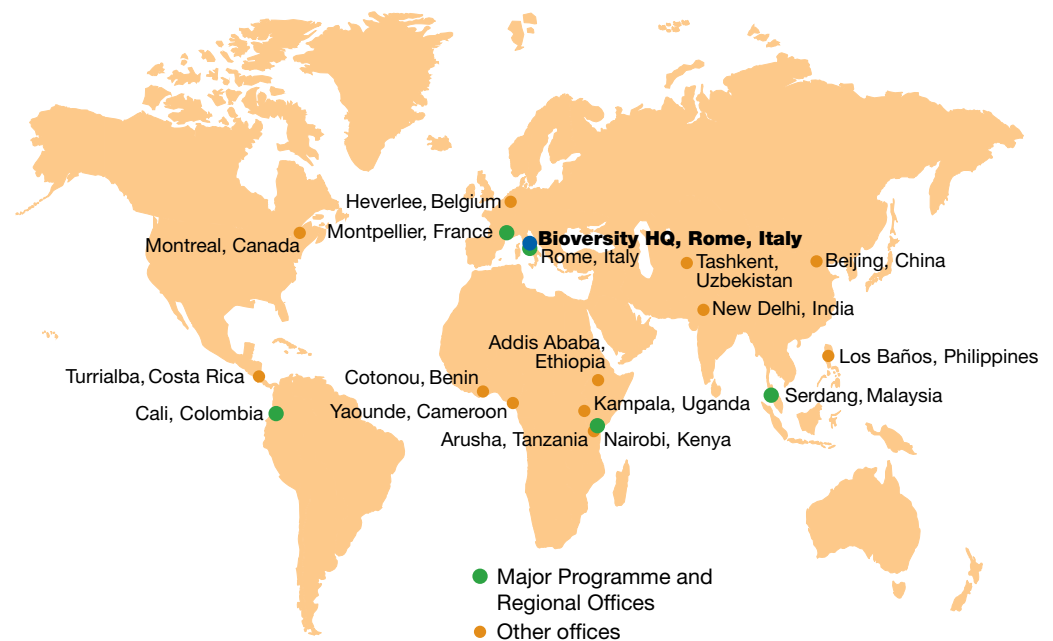 Heverlee, Belgium
Montpellier, France
Montreal, Canada
Bioversity HQ, Rome, Italy
Rome, Italy
Tashkent,
Uzbekistan
Beijing, China
New Delhi, India
Addis Ababa,
Ethiopia
Los Baños, Philippines
Turrialba, Costa Rica
Cotonou, Benin
Serdang, Malaysia
Cali, Colombia
Yaounde, Cameroon
Kampala, Uganda
Arusha, Tanzania
Nairobi, Kenya
Major Programme and
Regional Offices
Other offices